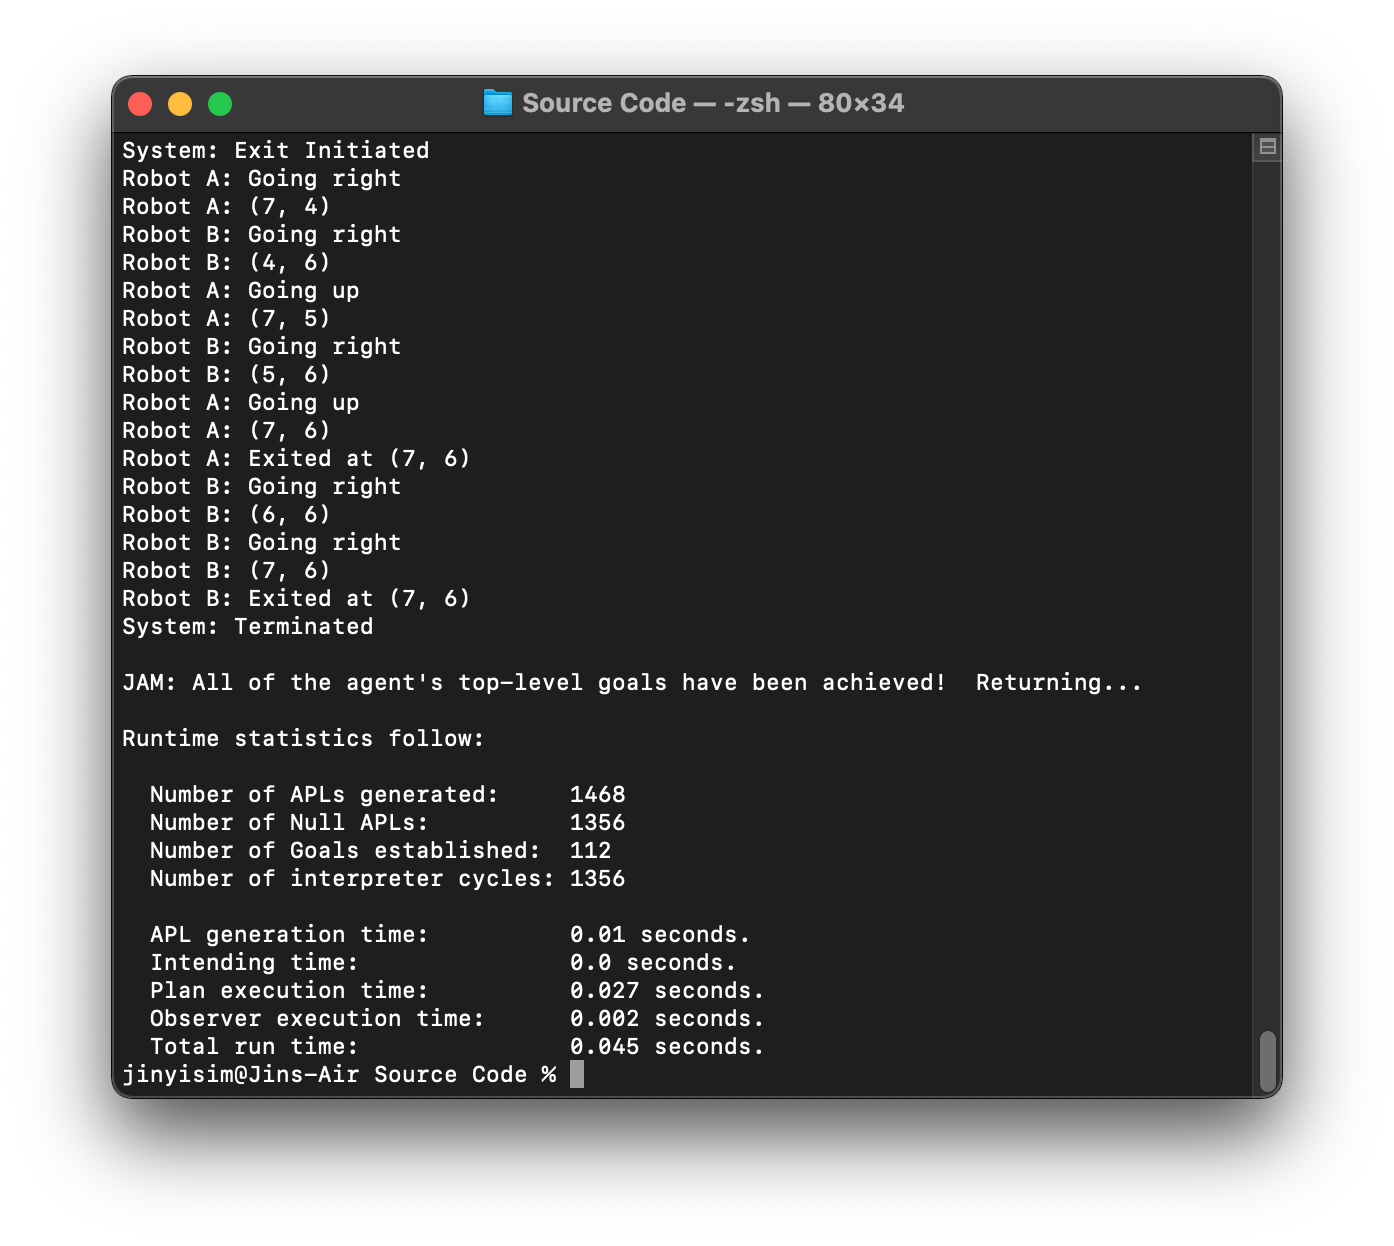 Source Code — -zsh — 80×34
System: Exit Initiated
Robot A: Going right
Robot A: (7, 4)
Robot B: Going right
Robot B: (4, 6)
Robot A: Going up
Robot A: (7, 5)
Robot B: Going right
Robot B: (5, 6)
Robot A: Going up
Robot A: (7, 6)
Robot A: Exited at (7, 6)
Robot B: Going right
Robot B: (6, 6)
Robot B: Going right
Robot B: (7, 6)
Robot B: Exited at (7, 6)
System: Terminated
JAM: All of the agent's top-level goals have been achieved!  Returning...
Runtime statistics follow:
Number of APLs generated:     1468
Number of Null APLs:          1356
Number of Goals established:  112
Number of interpreter cycles: 1356
APL generation time:          0.01 seconds.
Intending time:               0.0 seconds.
Plan execution time:          0.027 seconds.
Observer execution time:      0.002 seconds.
Total run time:               0.045 seconds.
jinyisim@Jins-Air Source Code %